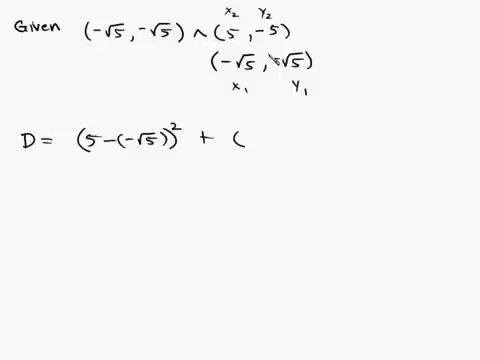 x₂ y₂
Given (-√5, -√5) ^ (5, -5)
(-√5, -√5)
x₁ y₁
D = (5-(-√5))² + (